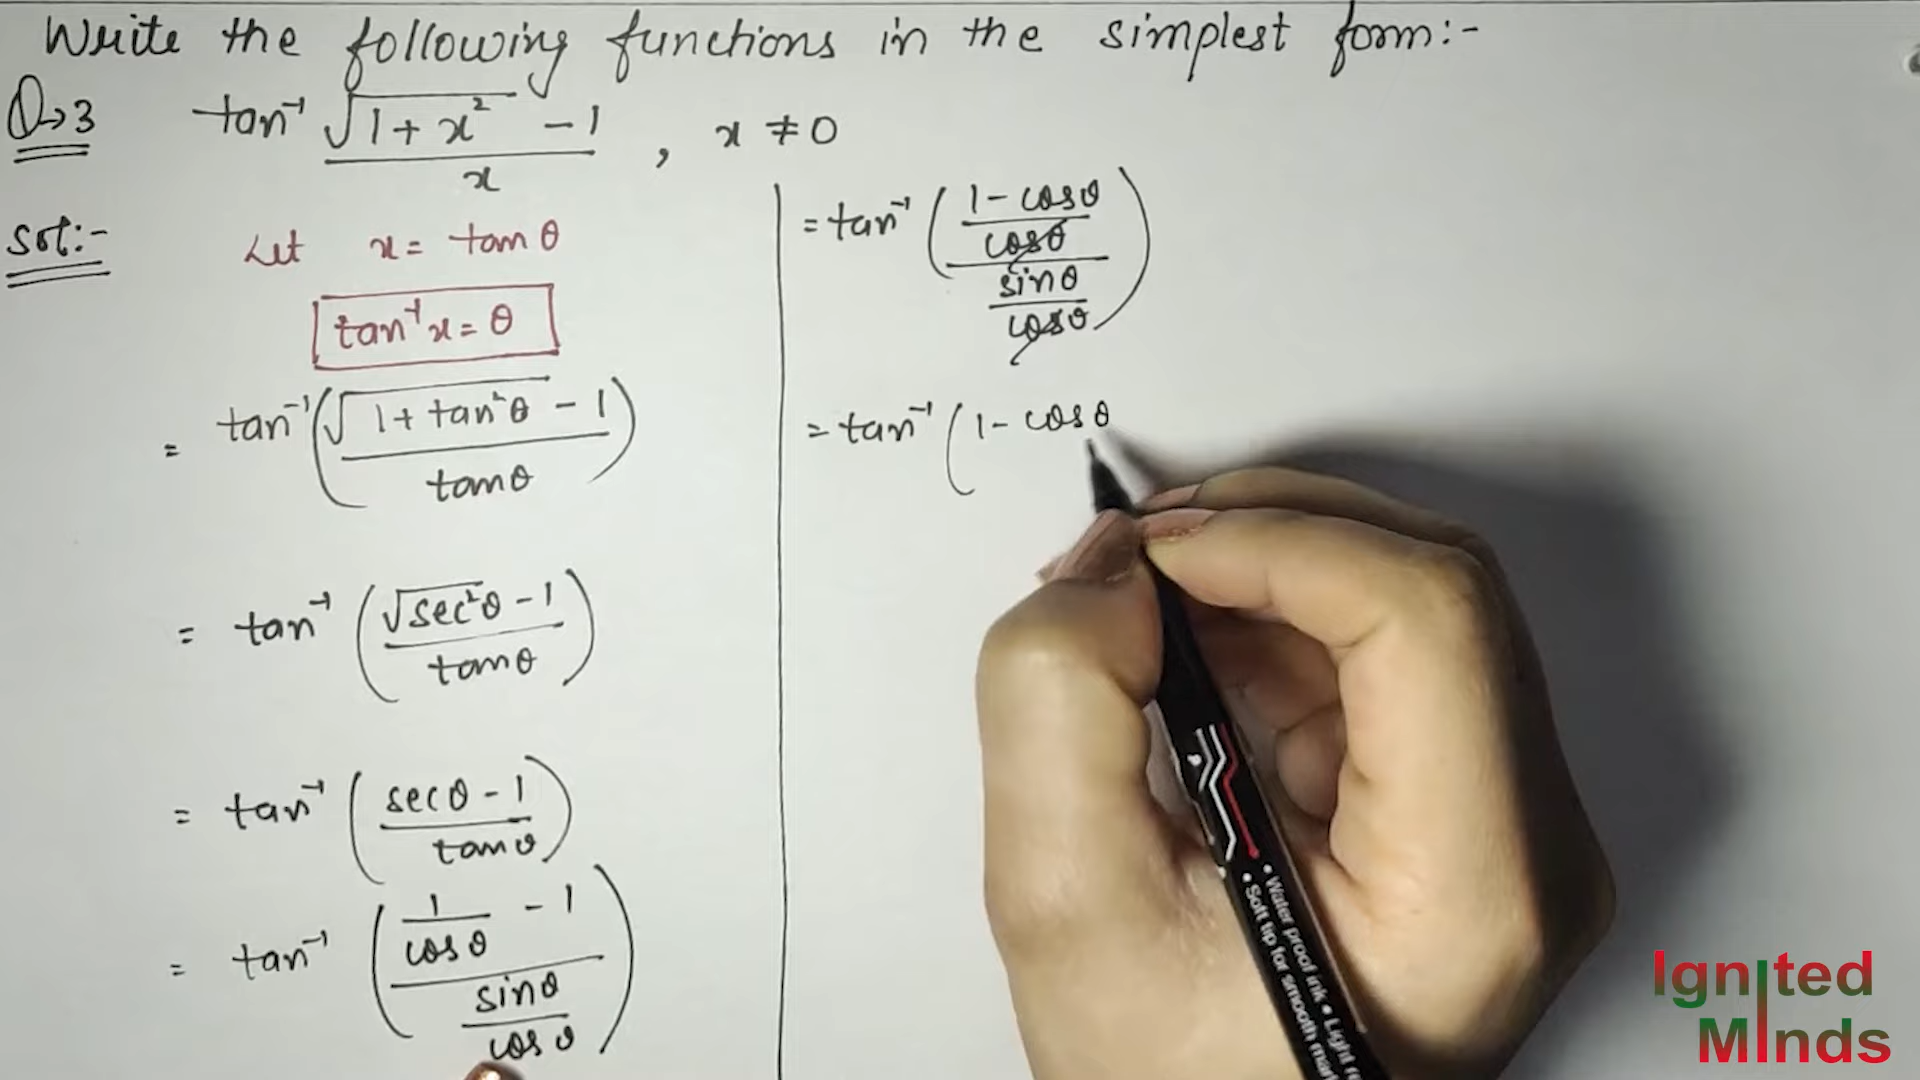 Write the following functions in the simplest form:-
Q→3 tan⁻¹ (√(1+x²) - 1)/x , x ≠ 0
Sol:- Let x = tan θ
tan⁻¹x = θ
= tan⁻¹((√(1+tan²θ) - 1)/tanθ)
= tan⁻¹((√sec²θ - 1)/tanθ)
= tan⁻¹((secθ - 1)/tanθ)
= tan⁻¹((1/cosθ - 1)/(sinθ/cosθ))
= tan⁻¹(((1-cosθ)/cosθ)/(sinθ/cosθ))
= tan⁻¹(1-cosθ
• Water proof ink • Light
• Soft tip for smooth
Ignited
Minds